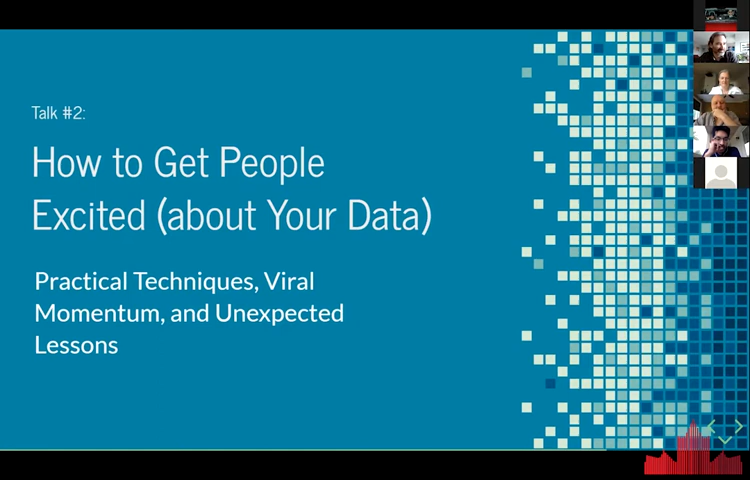 Talk #2:
How to Get People
Excited (about Your Data)
Practical Techniques, Viral
Momentum, and Unexpected
Lessons